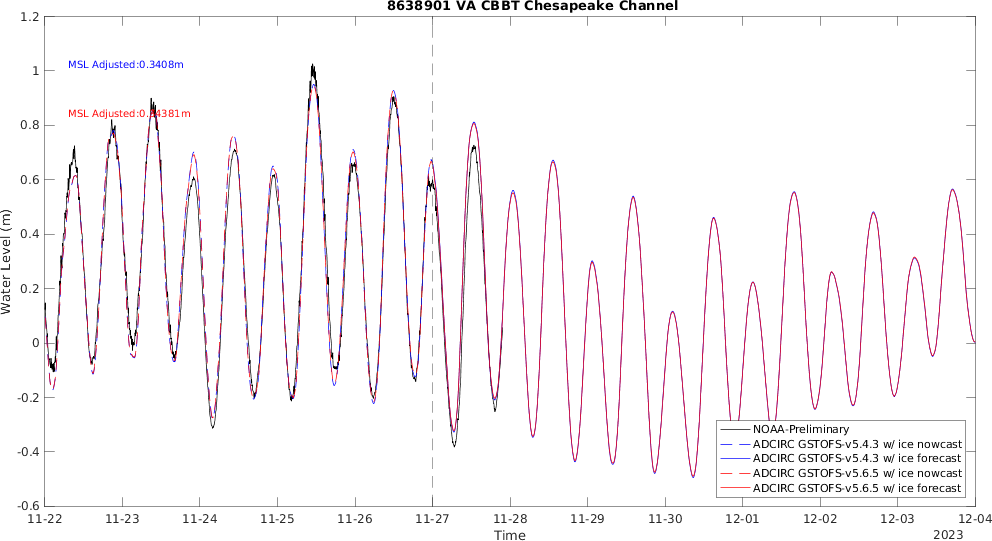 8638901 VA CBBT Chesapeake Channel
Water Level (m)
1.2
1
0.8
0.6
0.4
0.2
0
-0.2
-0.4
-0.6
MSL Adjusted:0.3408m
MSL Adjusted:0.34381m
NOAA-Preliminary
ADCIRC GSTOFS-v5.4.3 w/ ice nowcast
ADCIRC GSTOFS-v5.4.3 w/ ice forecast
ADCIRC GSTOFS-v5.6.5 w/ ice nowcast
ADCIRC GSTOFS-v5.6.5 w/ ice forecast
11-22 11-23 11-24 11-25 11-26 11-27 11-28 11-29 11-30 12-01 12-02 12-03 12-04
Time
2023